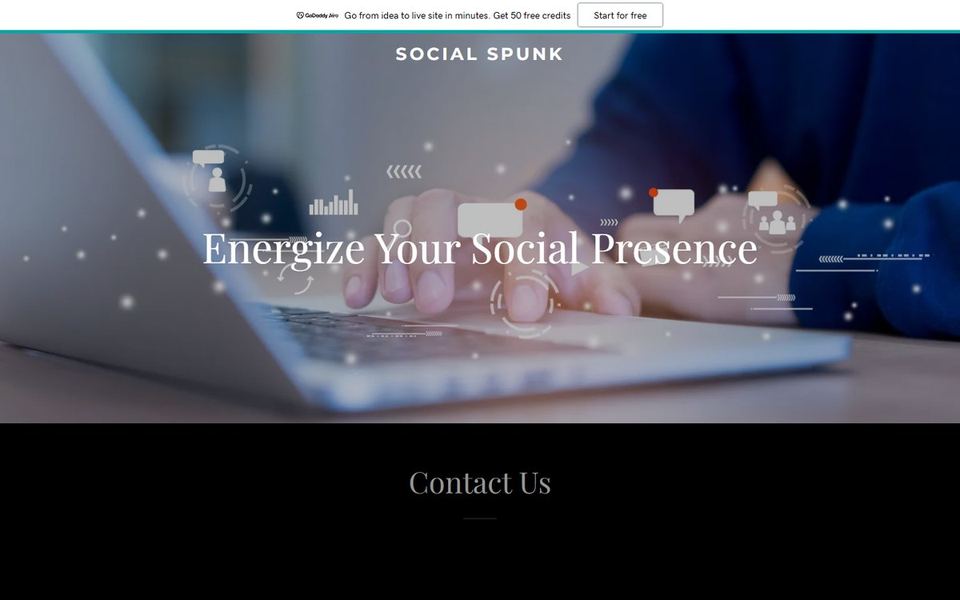 GoDaddy Airo Go from idea to live site in minutes. Get 50 free credits Start for free
SOCIAL SPUNK
Energize Your Social Presence
Contact Us